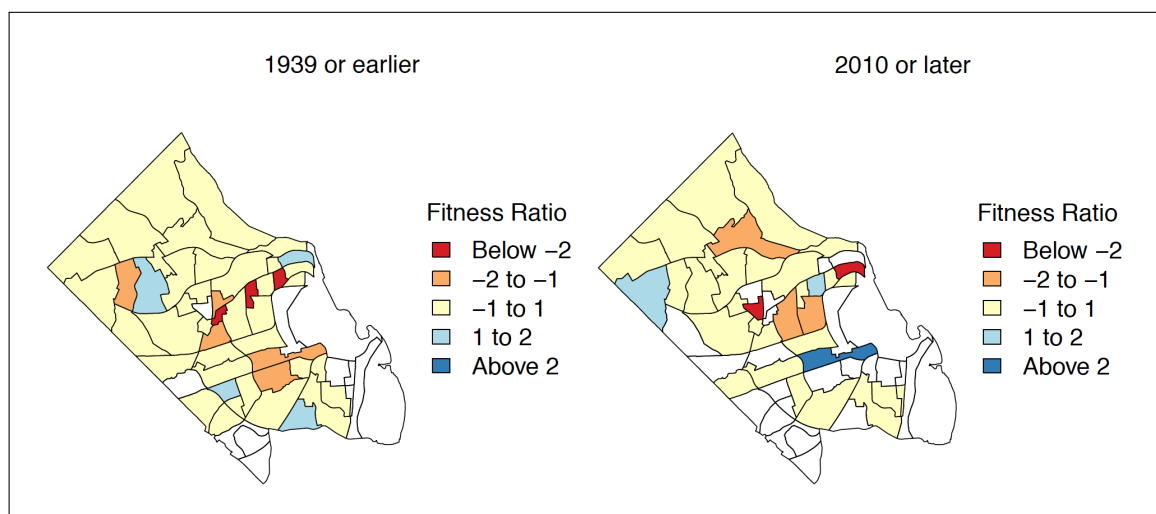 1939 or earlier
Fitness Ratio
Below −2
−2 to −1
−1 to 1
1 to 2
Above 2
2010 or later
Fitness Ratio
Below −2
−2 to −1
−1 to 1
1 to 2
Above 2